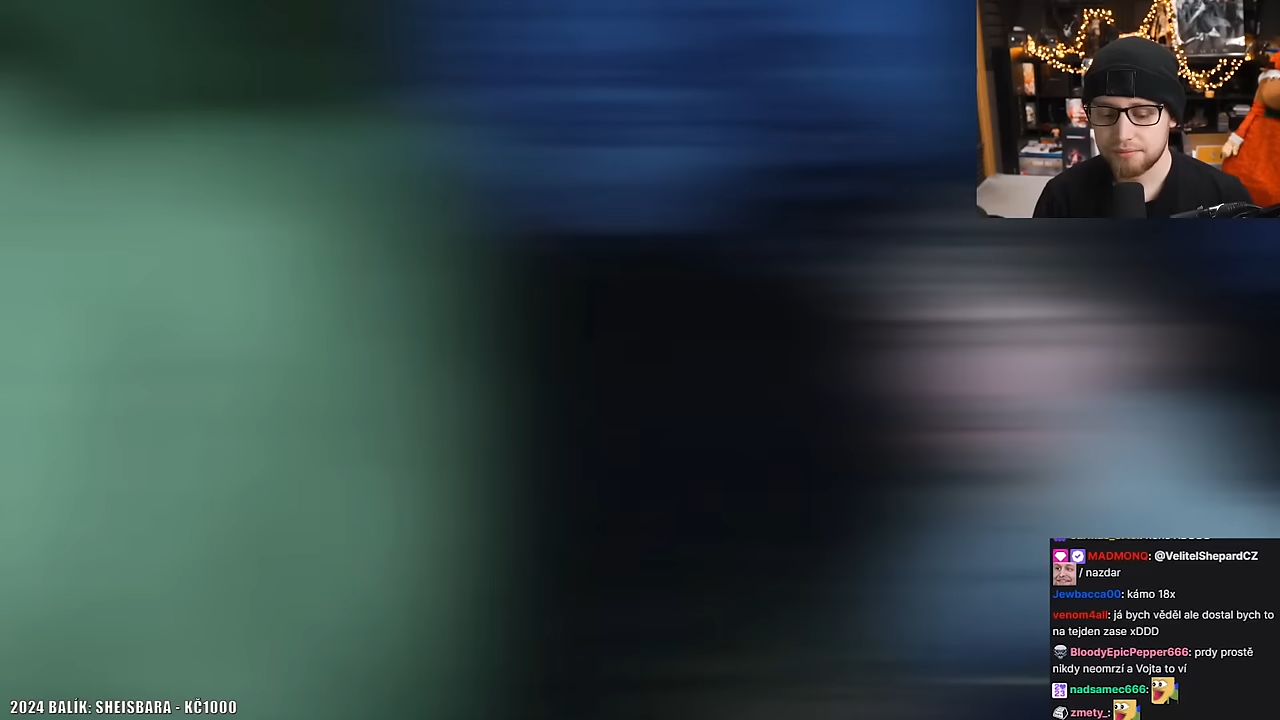 MADMONQ: @VelitelShepardCZ
/ nazdar
Jewbacca00: kámo 18x
venom4all: já bych věděl ale dostal bych to
na tejden zase xDDD
BloodyEpicPepper666: prdy prostě
nikdy neomrzí a Vojta to ví
nadsamec666:
zmety_:
2024 BALÍK: SHEISBARA - KČ1000